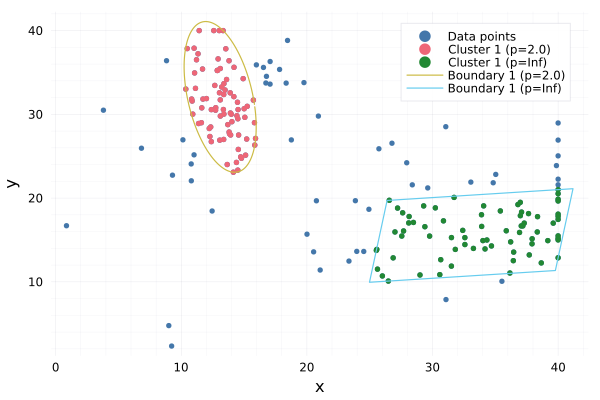 Data points
Cluster 1 (p=2.0)
Cluster 1 (p=Inf)
Boundary 1 (p=2.0)
Boundary 1 (p=Inf)
40
30
20
10
y
0 10 20 30 40
x